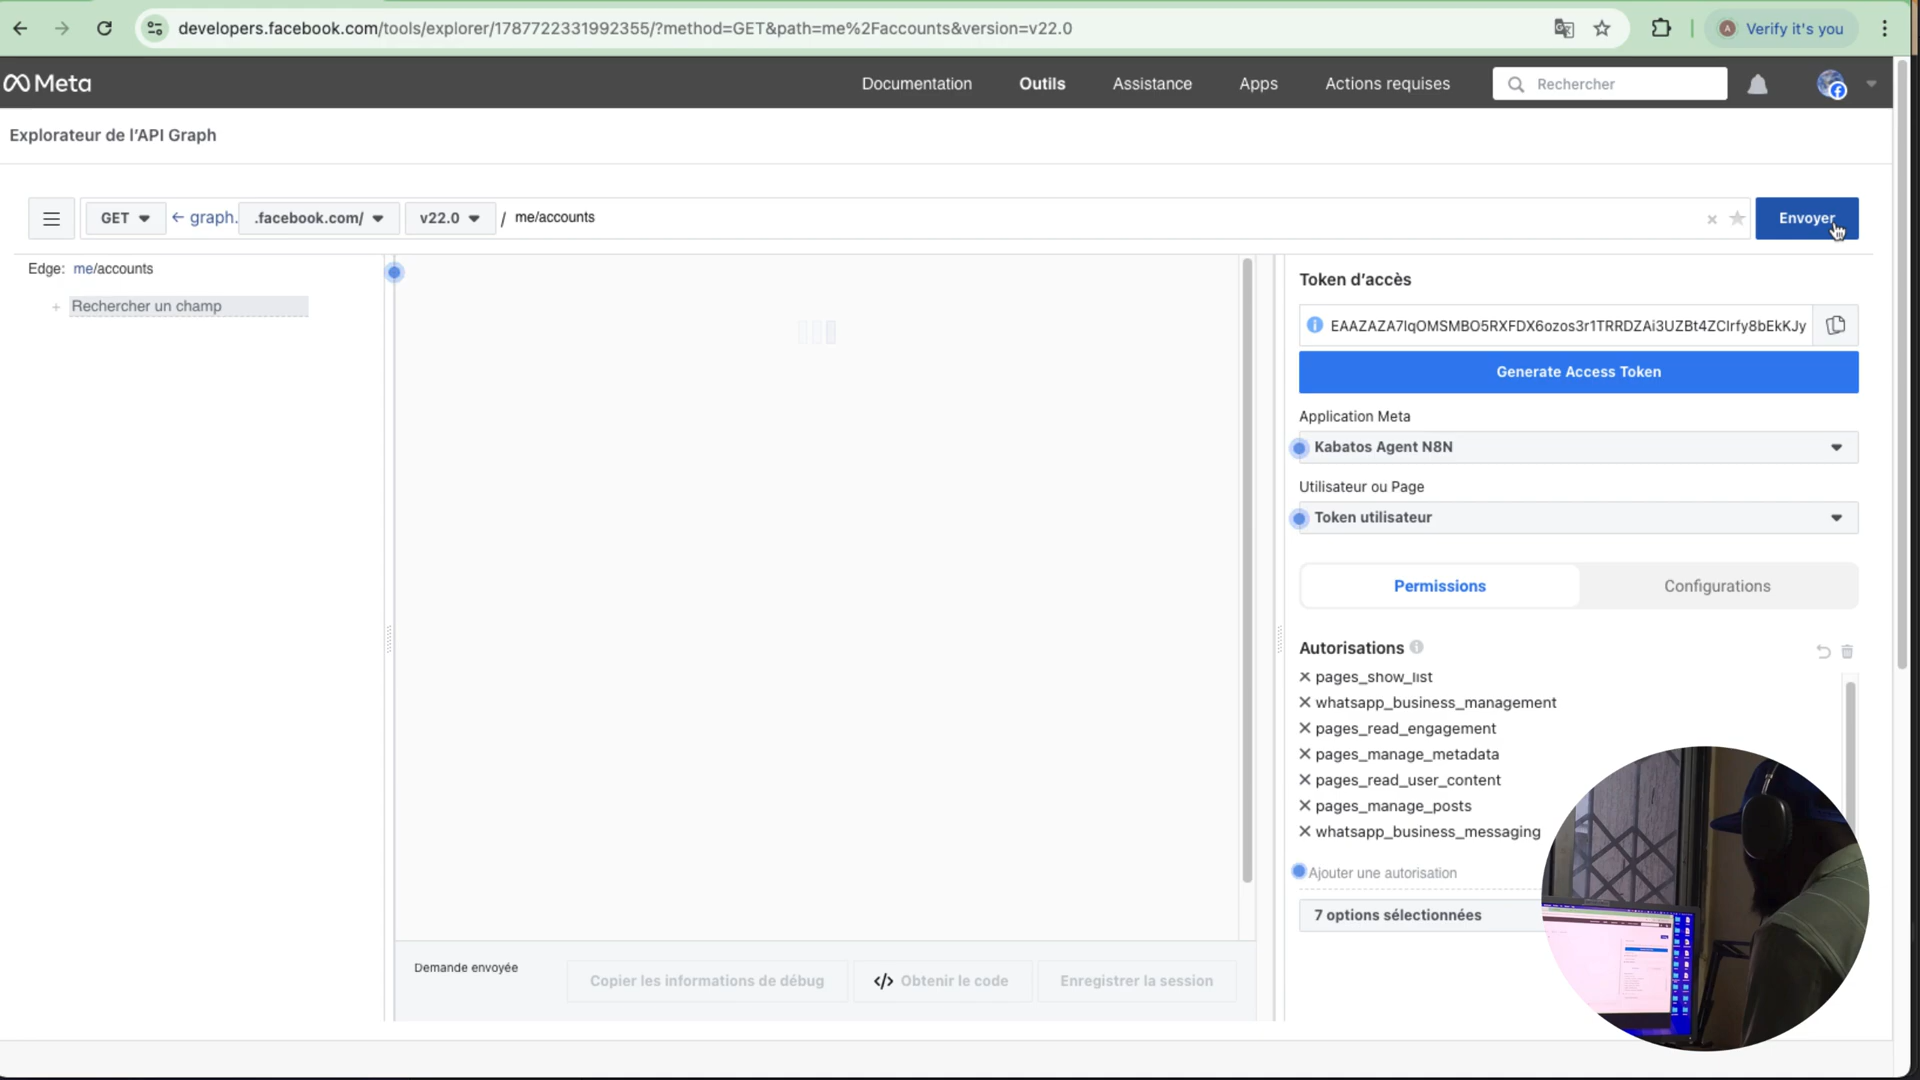 developers.facebook.com/tools/explorer/1787722331992355/?method=GET&path=me%2Faccounts&version=v22.0
A Verify it's you
Meta
Documentation
Outils
Assistance
Apps
Actions requises
Rechercher
Explorateur de l'API Graph
GET
← graph.
.facebook.com/
v22.0
/ me/accounts
Envoyer
Edge: me/accounts
Rechercher un champ
Token d'accès
EAAZAZA7IqOMSMBO5RXFDX6ozos3r1TRRDZAi3UZBt4ZCIrfy8bEkKJy
Generate Access Token
Application Meta
Kabatos Agent N8N
Utilisateur ou Page
Token utilisateur
Permissions
Configurations
Autorisations
pages_show_list
whatsapp_business_management
pages_read_engagement
pages_manage_metadata
pages_read_user_content
pages_manage_posts
whatsapp_business_messaging
Ajouter une autorisation
7 options sélectionnées
Demande envoyée
Copier les informations de débug
</> Obtenir le code
Enregistrer la session